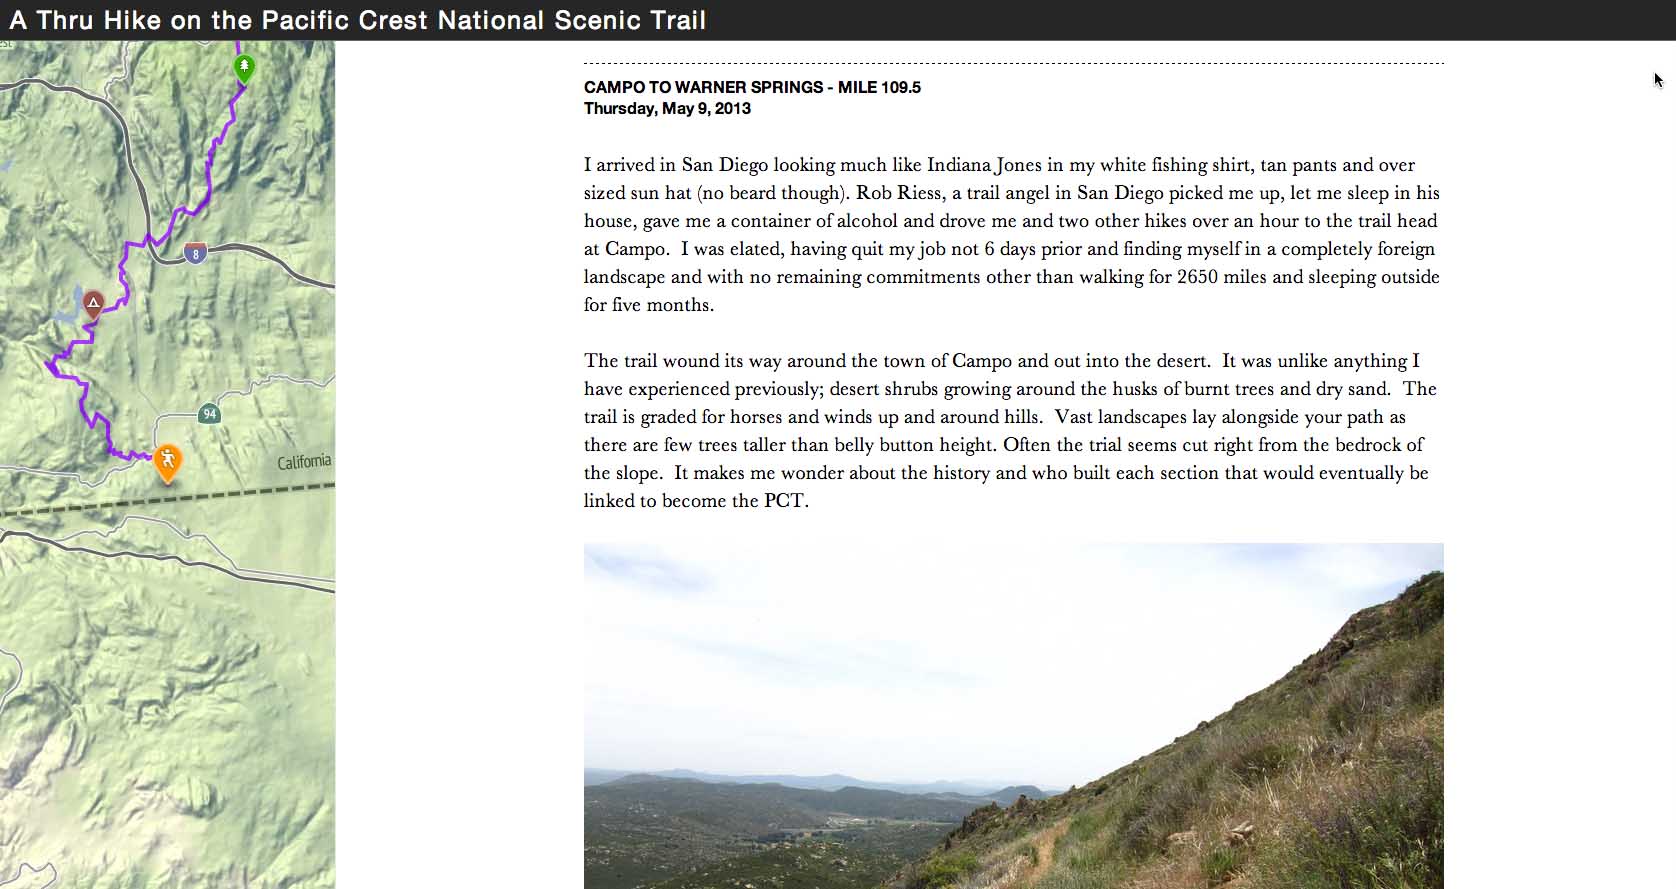 A Thru Hike on the Pacific Crest National Scenic Trail
8
94
California
CAMPO TO WARNER SPRINGS - MILE 109.5
Thursday, May 9, 2013
I arrived in San Diego looking much like Indiana Jones in my white fishing shirt, tan pants and over
sized sun hat (no beard though). Rob Riess, a trail angel in San Diego picked me up, let me sleep in his
house, gave me a container of alcohol and drove me and two other hikes over an hour to the trail head
at Campo.  I was elated, having quit my job not 6 days prior and finding myself in a completely foreign
landscape and with no remaining commitments other than walking for 2650 miles and sleeping outside
for five months.
The trail wound its way around the town of Campo and out into the desert.  It was unlike anything I
have experienced previously; desert shrubs growing around the husks of burnt trees and dry sand.  The
trail is graded for horses and winds up and around hills.  Vast landscapes lay alongside your path as
there are few trees taller than belly button height. Often the trial seems cut right from the bedrock of
the slope.  It makes me wonder about the history and who built each section that would eventually be
linked to become the PCT.